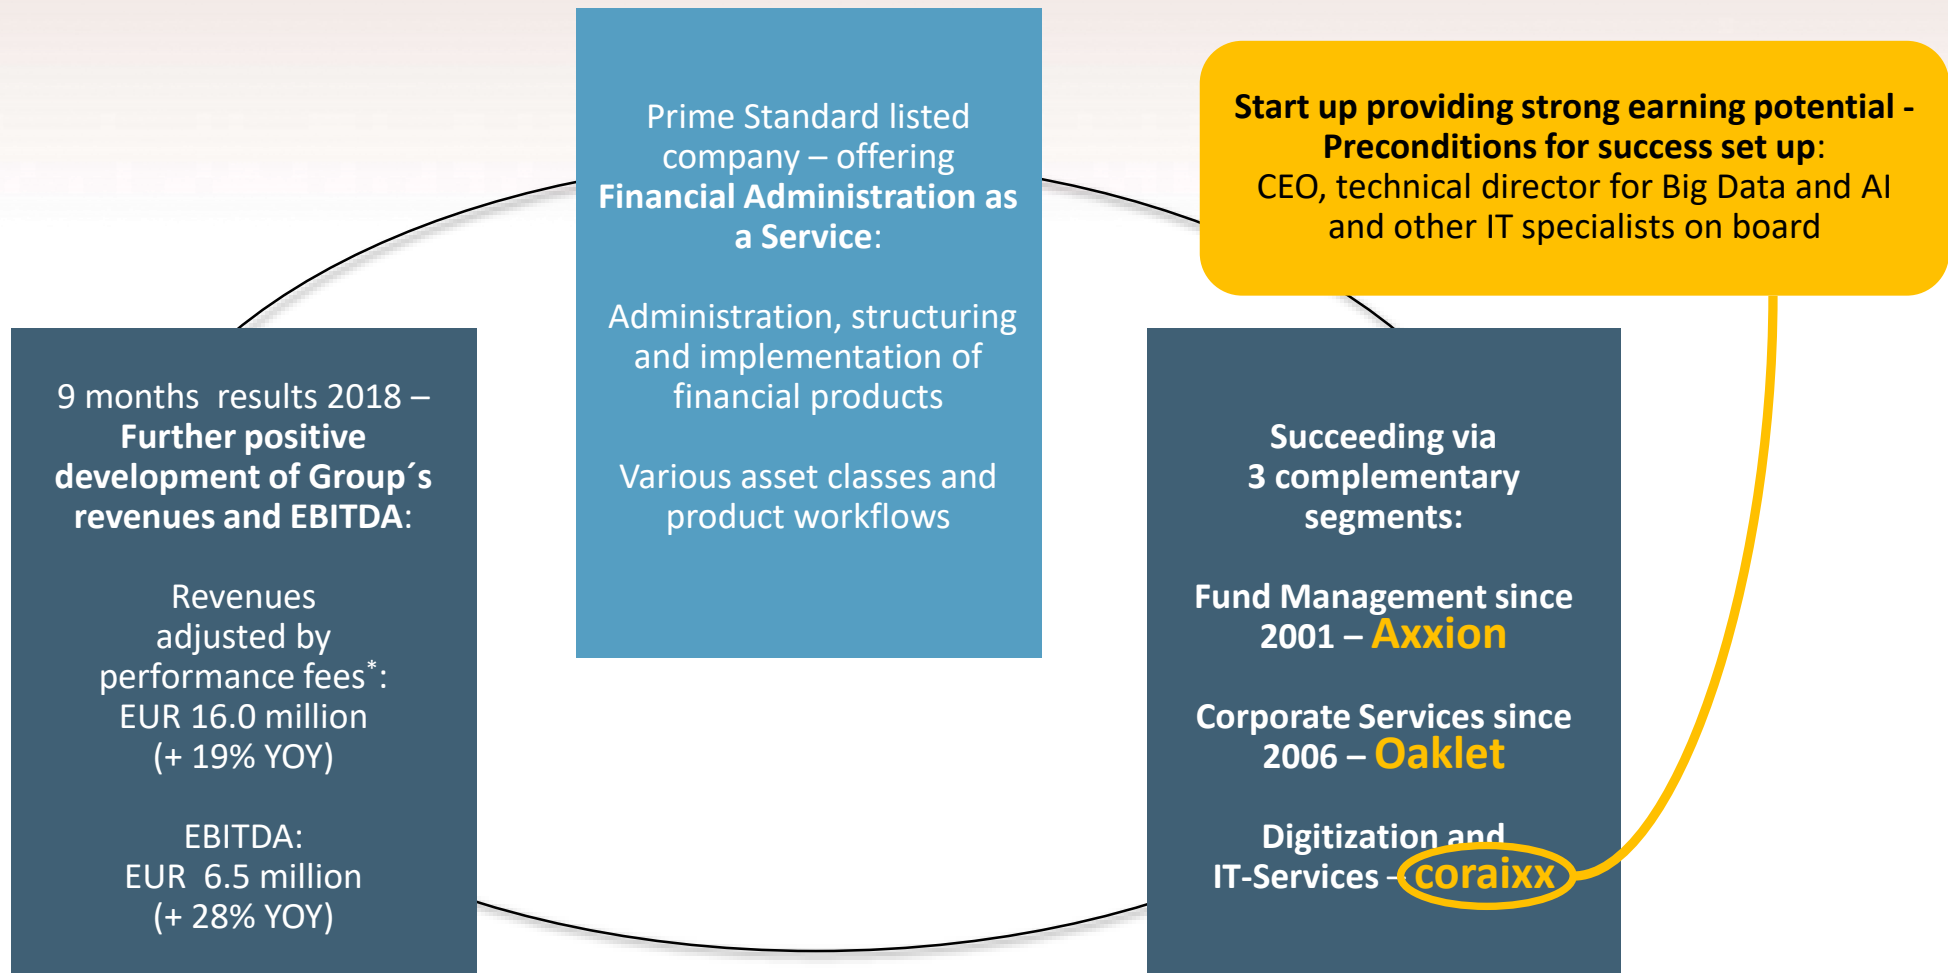 Prime Standard listed
company – offering
Financial Administration as
a Service:
Administration, structuring
and implementation of
financial products
Various asset classes and
product workflows
Start up providing strong earning potential -
Preconditions for success set up:
CEO, technical director for Big Data and AI
and other IT specialists on board
9 months  results 2018 –
Further positive
development of Group´s
revenues and EBITDA:
Revenues
adjusted by
performance fees*:
EUR 16.0 million
(+ 19% YOY)
EBITDA:
EUR  6.5 million
(+ 28% YOY)
Succeeding via
3 complementary
segments:
Fund Management since
2001 – Axxion
Corporate Services since
2006 – Oaklet
Digitization and
IT-Services – coraixx